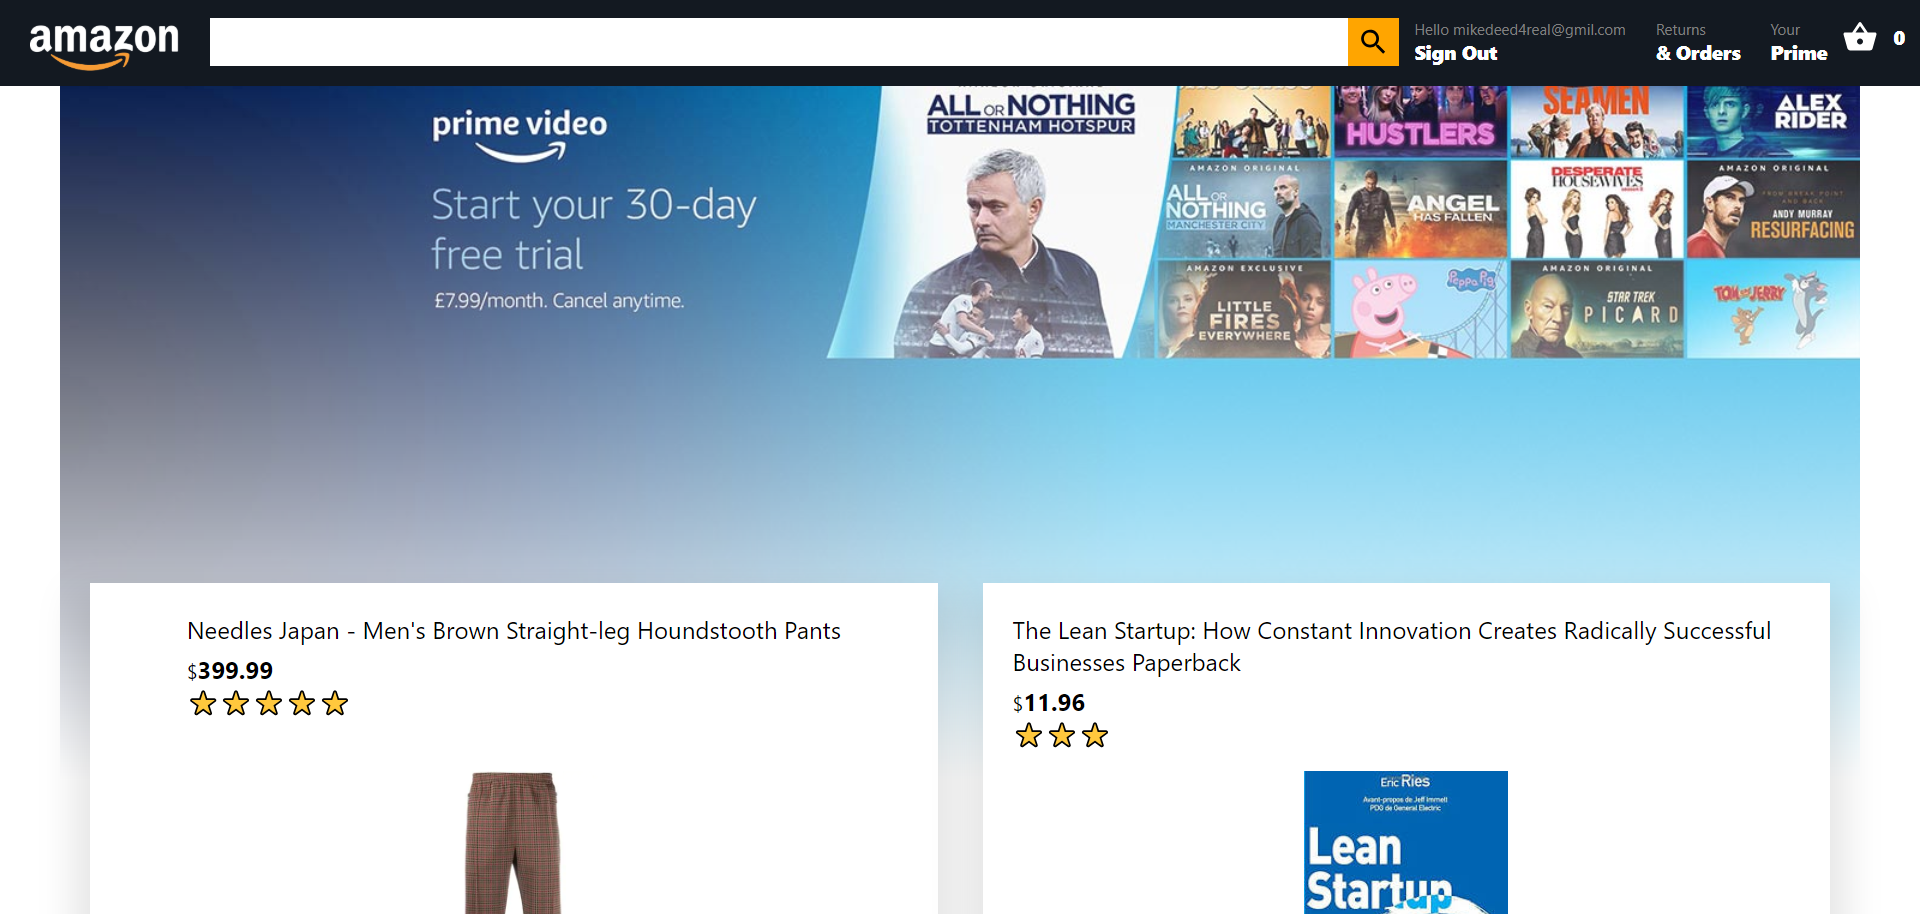 amazon
Hello mikedeed4real@gmil.com
Sign Out
Returns
& Orders
Your
Prime
0
prime video
Start your 30-day
free trial
£7.99/month. Cancel anytime.
ALL OR NOTHING
TOTTENHAM HOTSPUR
HUSTLERS
SEAMEN
ALEX
RIDER
AMAZON ORIGINAL
ALL OR
NOTHING
MANCHESTER CITY
ANGEL
HAS FALLEN
DESPERATE
HOUSEWIVES
AMAZON ORIGINAL
FROM BREAK POINT
AND BACK
ANDY MURRAY
RESURFACING
AMAZON EXCLUSIVE
LITTLE
FIRES
EVERYWHERE
Peppa Pig
AMAZON ORIGINAL
STAR TREK
PICARD
TOM AND JERRY
Needles Japan - Men's Brown Straight-leg Houndstooth Pants
$399.99
The Lean Startup: How Constant Innovation Creates Radically Successful
Businesses Paperback
$11.96
Eric Ries
Avant-propos de Jeff Immelt
PDG de General Electric
Lean
Startup